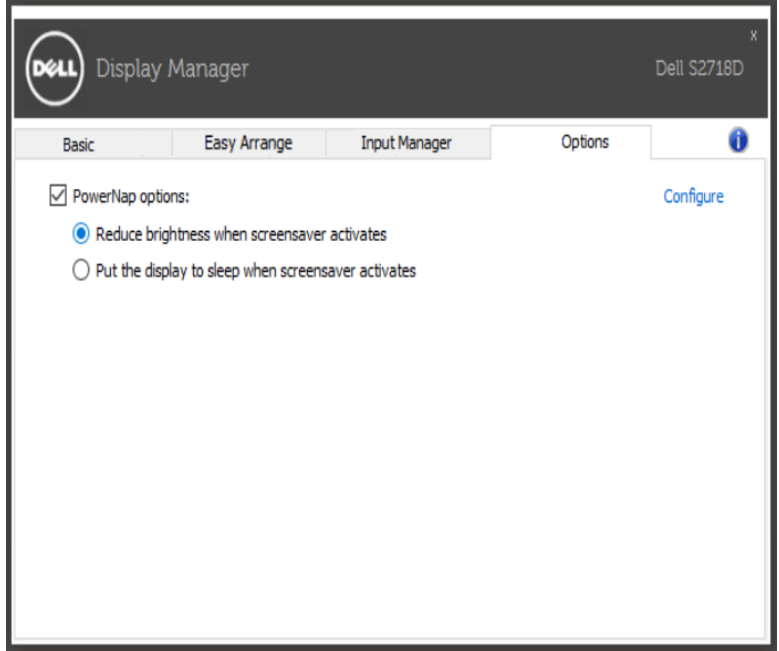 x
DELL Display Manager Dell S2718D
Basic Easy Arrange Input Manager Options i
PowerNap options: Configure
Reduce brightness when screensaver activates
Put the display to sleep when screensaver activates